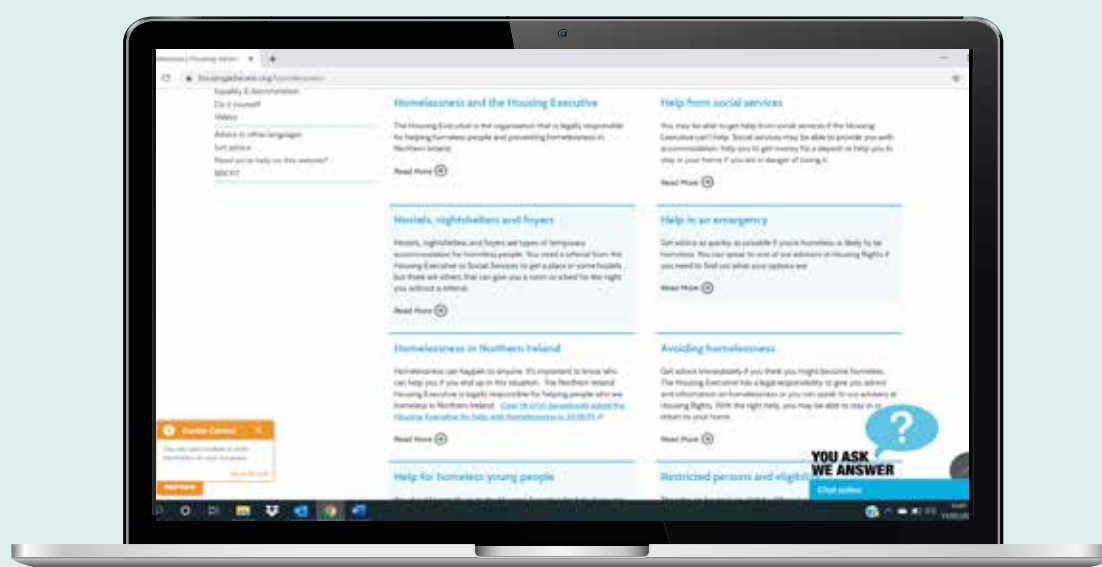 Equality & discrimination
Do it yourself
Videos
Advice in other languages
Get advice
Need some help on this website?
Homelessness and the Housing Executive
The Housing Executive is the organisation that is legally responsible
for helping homeless people and preventing homelessness in
Northern Ireland.
Read More
Help from social services
You may be able to get help from social services if the Housing
Executive can't help. Social services may be able to provide you with
accommodation, help you to get money for a deposit or help you to
stay in your home if you are in danger of losing it.
Read More
Hostels, nightshelters and foyers
Hostels, nightshelters, and foyers are types of temporary
accommodation for homeless people. You need a referral from the
Housing Executive or Social Services to get a place in some hostels,
but there are others that can give you a room or a bed for the night
you without a referral.
Read More
Help in an emergency
Get advice as quickly as possible if you're homeless or likely to be
homeless. You can speak to one of our advisers at Housing Rights if
you need to find out what your options are.
Read More
Homelessness in Northern Ireland
Homelessness can happen to anyone. It's important to know who
can help you if you end up in this situation. The Northern Ireland
Housing Executive is legally responsible for helping people who are
homeless in Northern Ireland. households asked the
Housing Executive for help with homelessness in
Read More
Avoiding homelessness
Get advice immediately if you think you might become homeless.
The Housing Executive has a legal responsibility to give you advice
and information on homelessness or you can speak to our advisers at
Housing Rights. With the right help, you may be able to stay in or
return to your home.
Read More
Help for homeless young people
Restricted persons and eligibi
Cookie Control
?
YOU ASK
WE ANSWER
Chat online